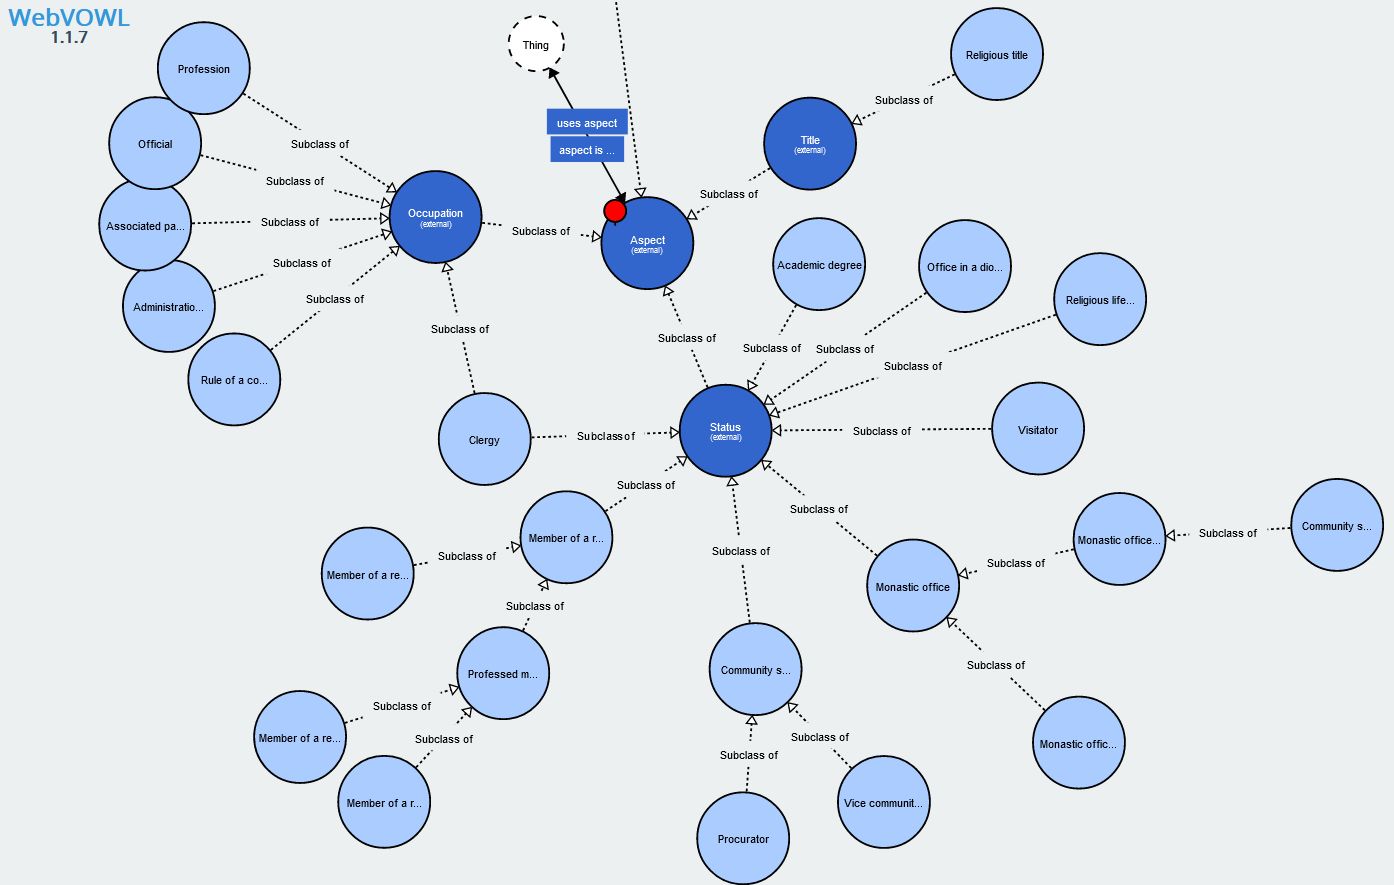 WebVOWL
1.1.7
Thing
Religious title
Profession
Subclass of
uses aspect
Title
(external)
Official
Subclass of
aspect is ...
Subclass of
Subclass of
Occupation
(external)
Associated pa...
Subclass of
Subclass of
Aspect
(external)
Subclass of
Academic degree
Office in a dio...
Religious life...
Administratio...
Subclass of
Subclass of
Subclass of
Subclass of
Subclass of
Subclass of
Rule of a co...
Status
(external)
Subclass of
Visitator
Clergy
Subclass of
Subclass of
Subclass of
Community s...
Member of a r...
Subclass of
Monastic office...
Subclass of
Subclass of
Subclass of
Member of a re...
Monastic office
Subclass of
Subclass of
Professed m...
Community s...
Subclass of
Member of a re...
Subclass of
Subclass of
Monastic offic...
Subclass of
Member of a r...
Vice communit...
Procurator